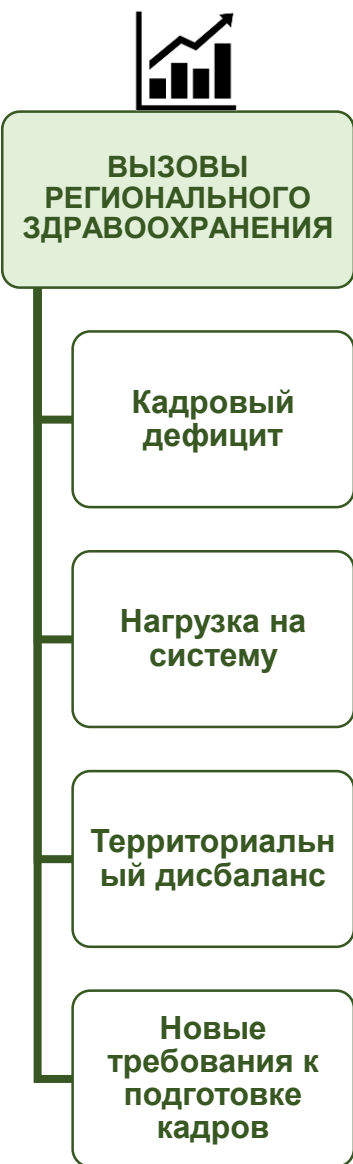 ВЫЗОВЫ
РЕГИОНАЛЬНОГО
ЗДРАВООХРАНЕНИЯ
Кадровый
дефицит
Нагрузка на
систему
Территориальн
ый дисбаланс
Новые
требования к
подготовке
кадров